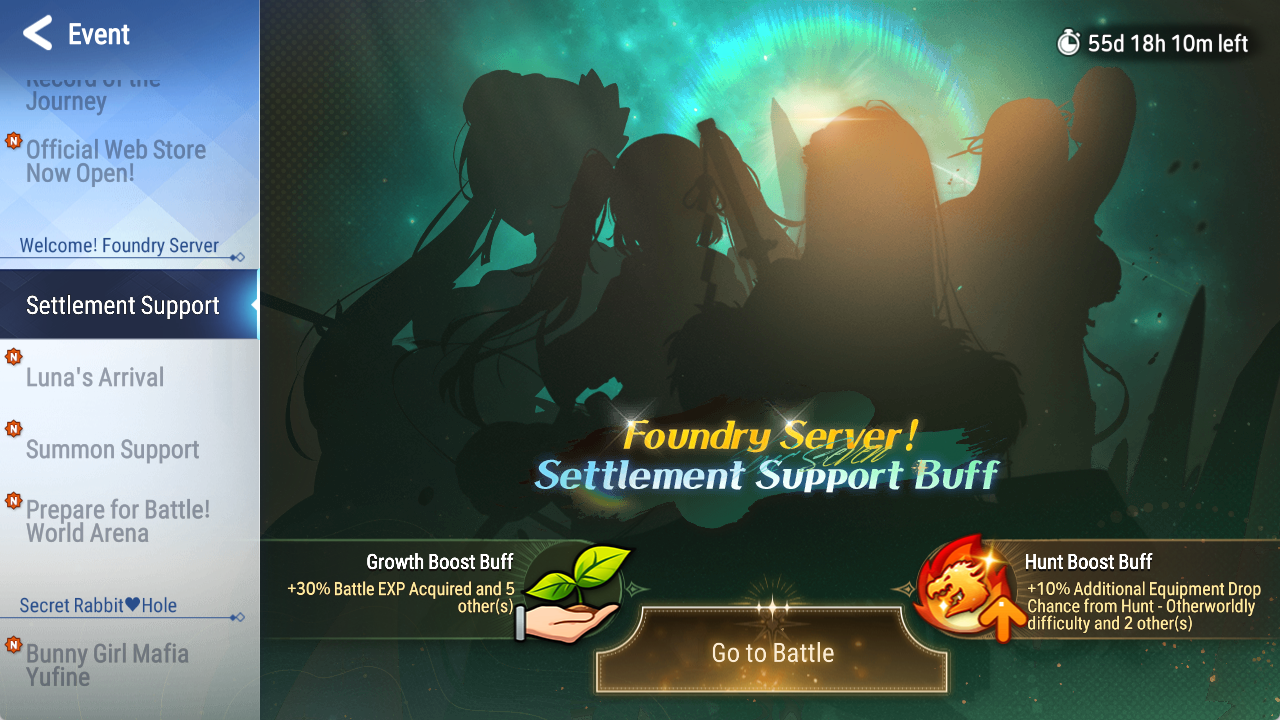 Event
Record of the
Journey
N
Official Web Store
Now Open!
Welcome! Foundry Server
Settlement Support
N
Luna's Arrival
N
Summon Support
N
Prepare for Battle!
World Arena
Secret Rabbit♥Hole
N
Bunny Girl Mafia
Yufine
55d 18h 10m left
Foundry Server!
Settlement Support Buff
Growth Boost Buff
+30% Battle EXP Acquired and 5
other(s)
Hunt Boost Buff
+10% Additional Equipment Drop
Chance from Hunt - Otherworldly
difficulty and 2 other(s)
Go to Battle